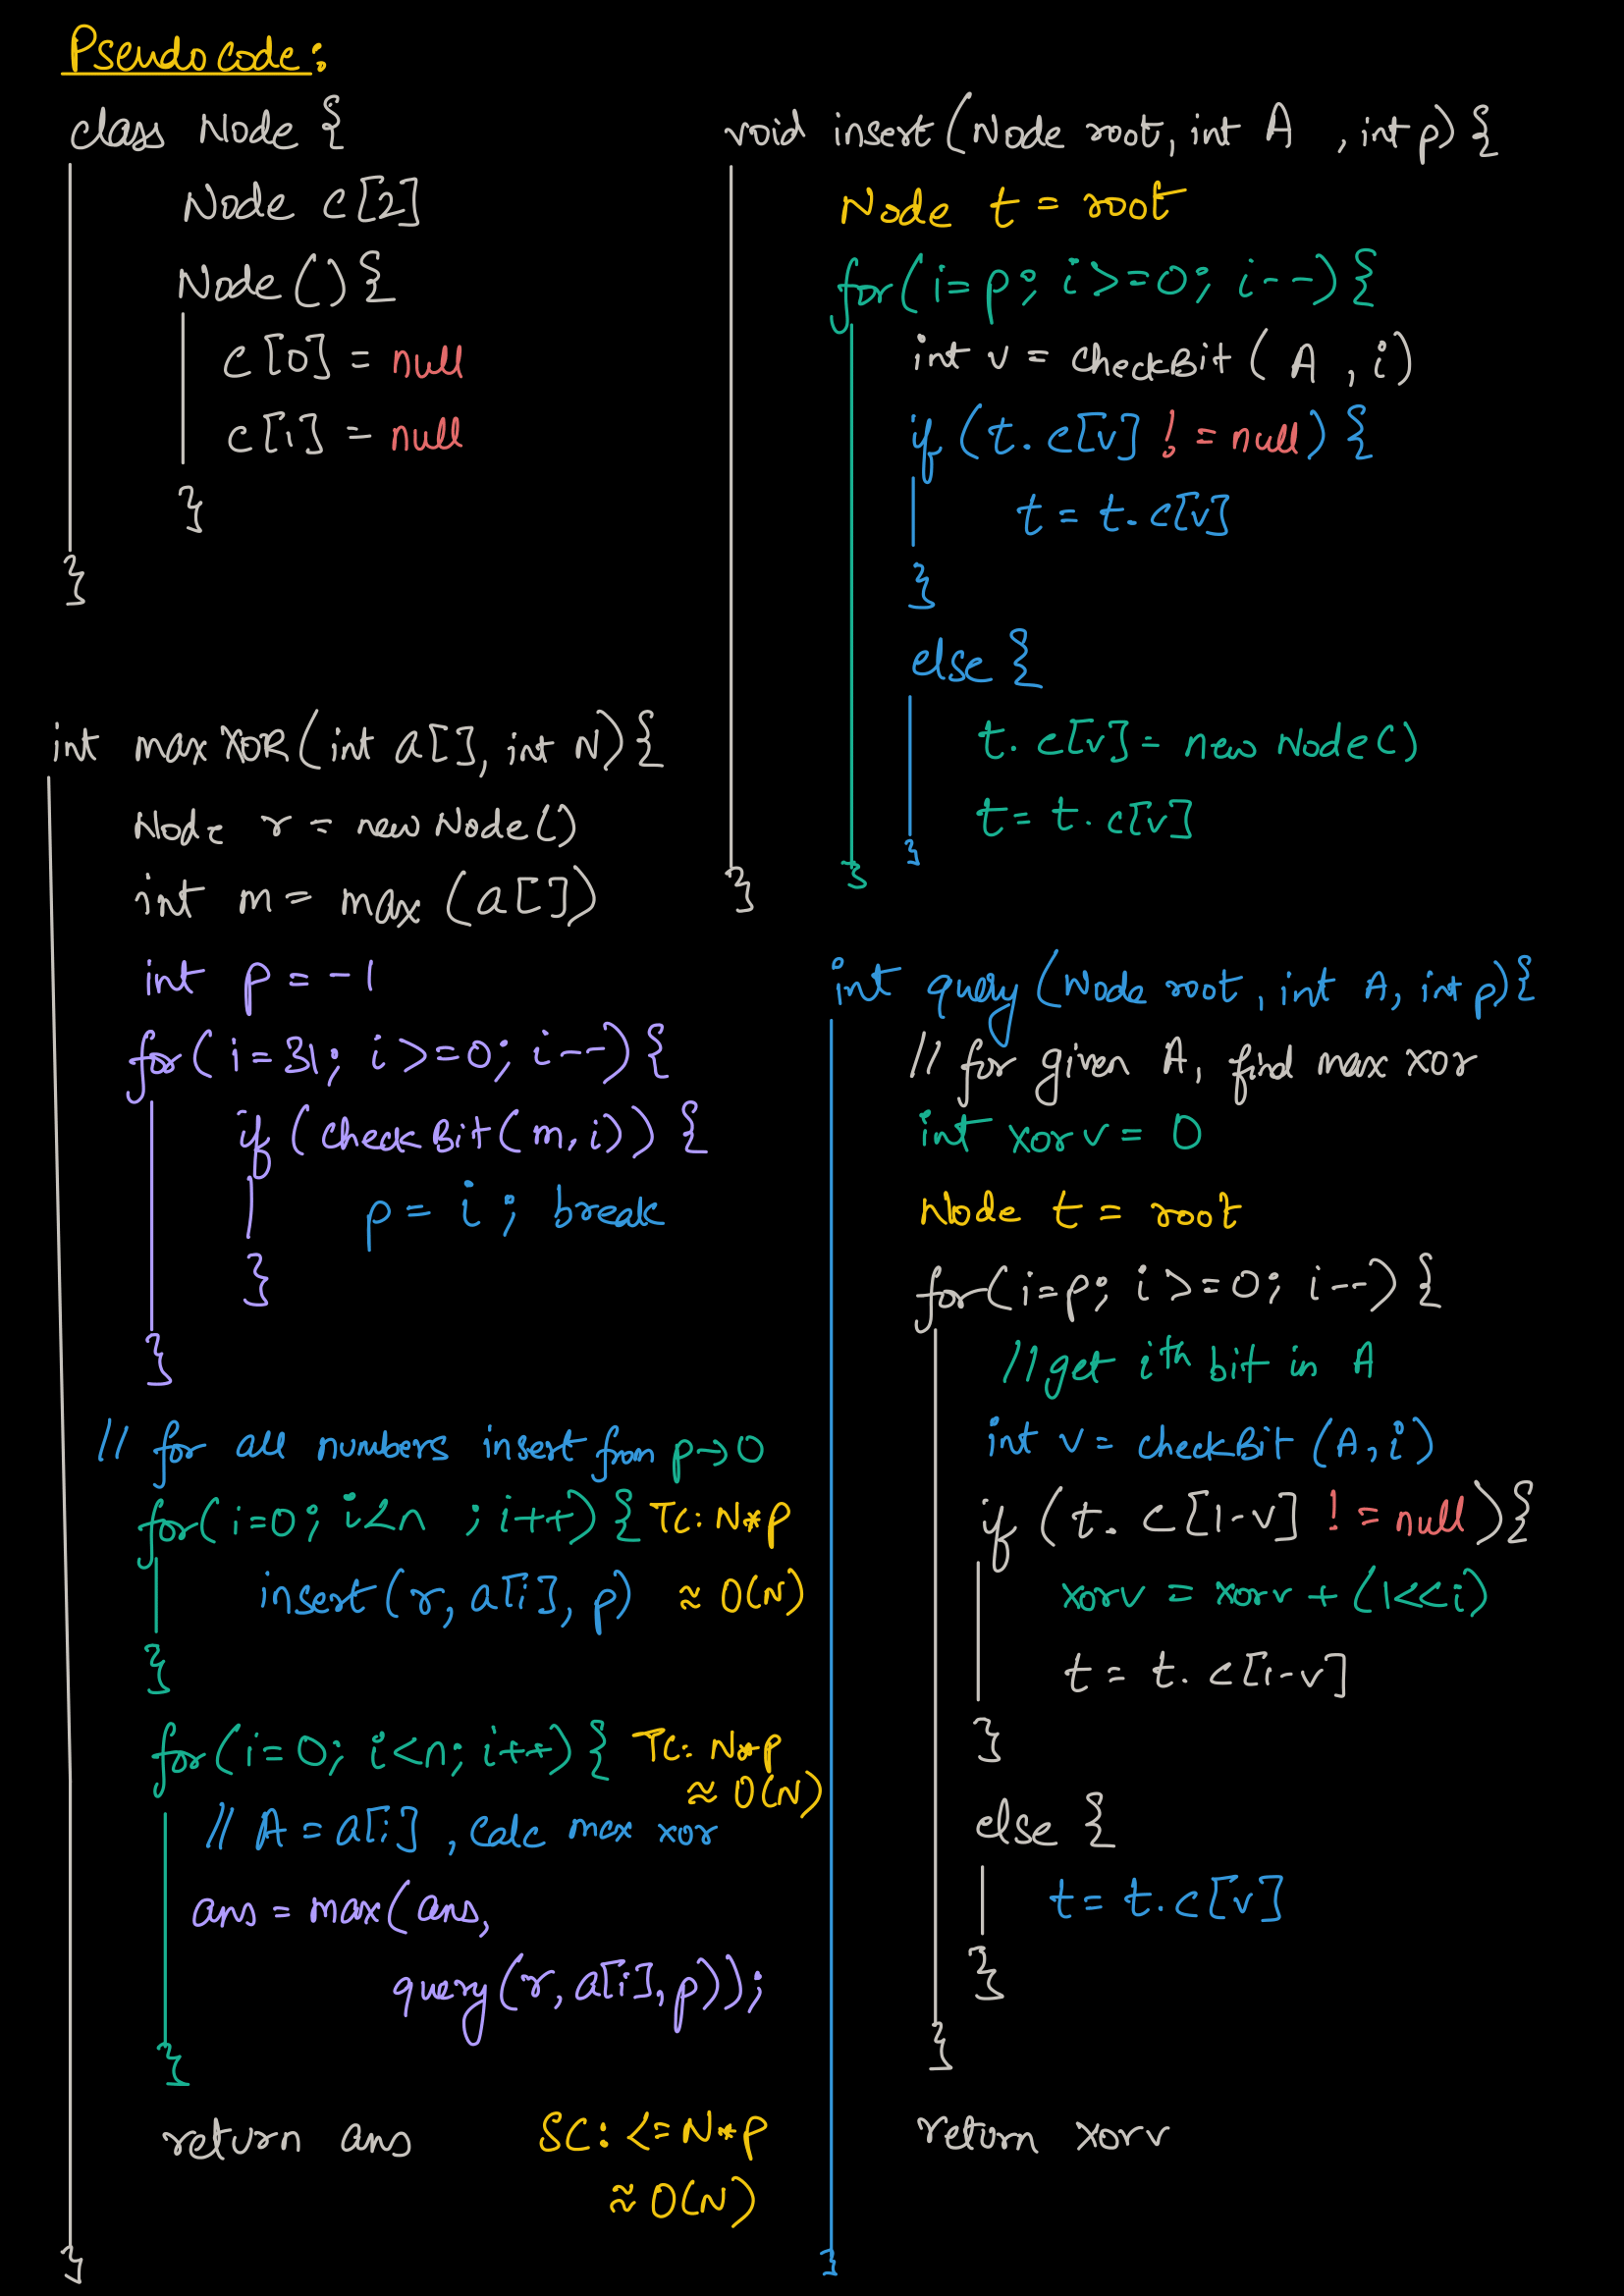 Pseudo code:
class Node {
Node c[2]
Node() {
c[0] = null
c[1] = null
}
}
int maxXOR(int a[], int N) {
Node r = new Node()
int m = max (a[])
int p = -1
for(i=31; i>=0; i--) {
if (checkBit(m,i)) {
p = i ; break
}
}
// for all numbers insert from p→0
for(i=0; i<n ; i++) { TC: N*p
insert(r, a[i], p) ≈ O(N)
}
for(i=0; i<n; i++) { TC: N*p
≈ O(N)
// A = a[i] , calc max xor
ans = max(ans,
query(r, a[i], p));
}
return ans SC: <=N*p
≈ O(N)
}
void insert(Node root, int A , int p) {
Node t = root
for(i=p; i>=0; i--) {
int v = checkBit( A , i)
if (t.c[v] != null) {
t = t.c[v]
}
else {
t.c[v] = new Node()
t = t.c[v]
}
}
}
int query(Node root, int A, int p) {
// for given A, find max xor
int xorv = 0
Node t = root
for(i=p; i>=0; i--) {
// get ith bit in A
int v = checkBit(A, i)
if (t.c[1-v] != null) {
xorv = xorv + (1<<i)
t = t.c[1-v]
}
else {
t = t.c[v]
}
}
return xorv
}